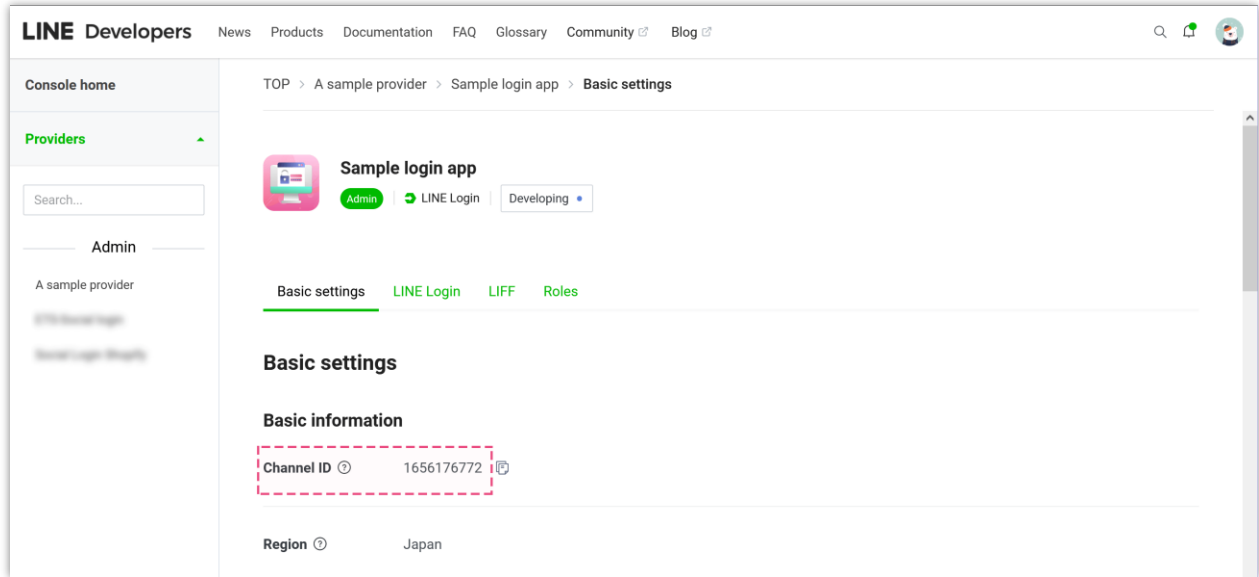 LINE Developers News Products Documentation FAQ Glossary Community Blog
Console home
TOP > A sample provider > Sample login app > Basic settings
Providers
Sample login app
Admin LINE Login Developing
Search...
Admin
A sample provider
Basic settings LINE Login LIFF Roles
Basic settings
Basic information
Channel ID ? 1656176772
Region ? Japan